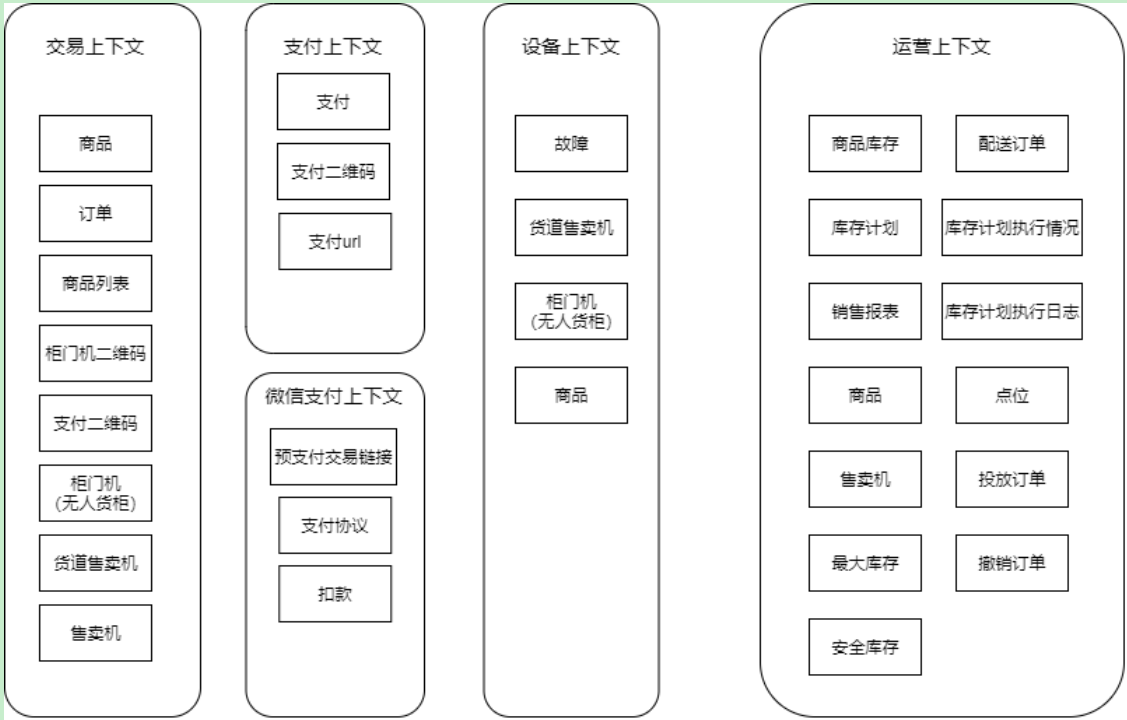 交易上下文
商品
订单
商品列表
柜门机二维码
支付二维码
柜门机
(无人货柜)
货道售卖机
售卖机
支付上下文
支付
支付二维码
支付url
微信支付上下文
预支付交易链接
支付协议
扣款
设备上下文
故障
货道售卖机
柜门机
(无人货柜)
商品
运营上下文
商品库存
配送订单
库存计划
库存计划执行情况
销售报表
库存计划执行日志
商品
点位
售卖机
投放订单
最大库存
撤销订单
安全库存